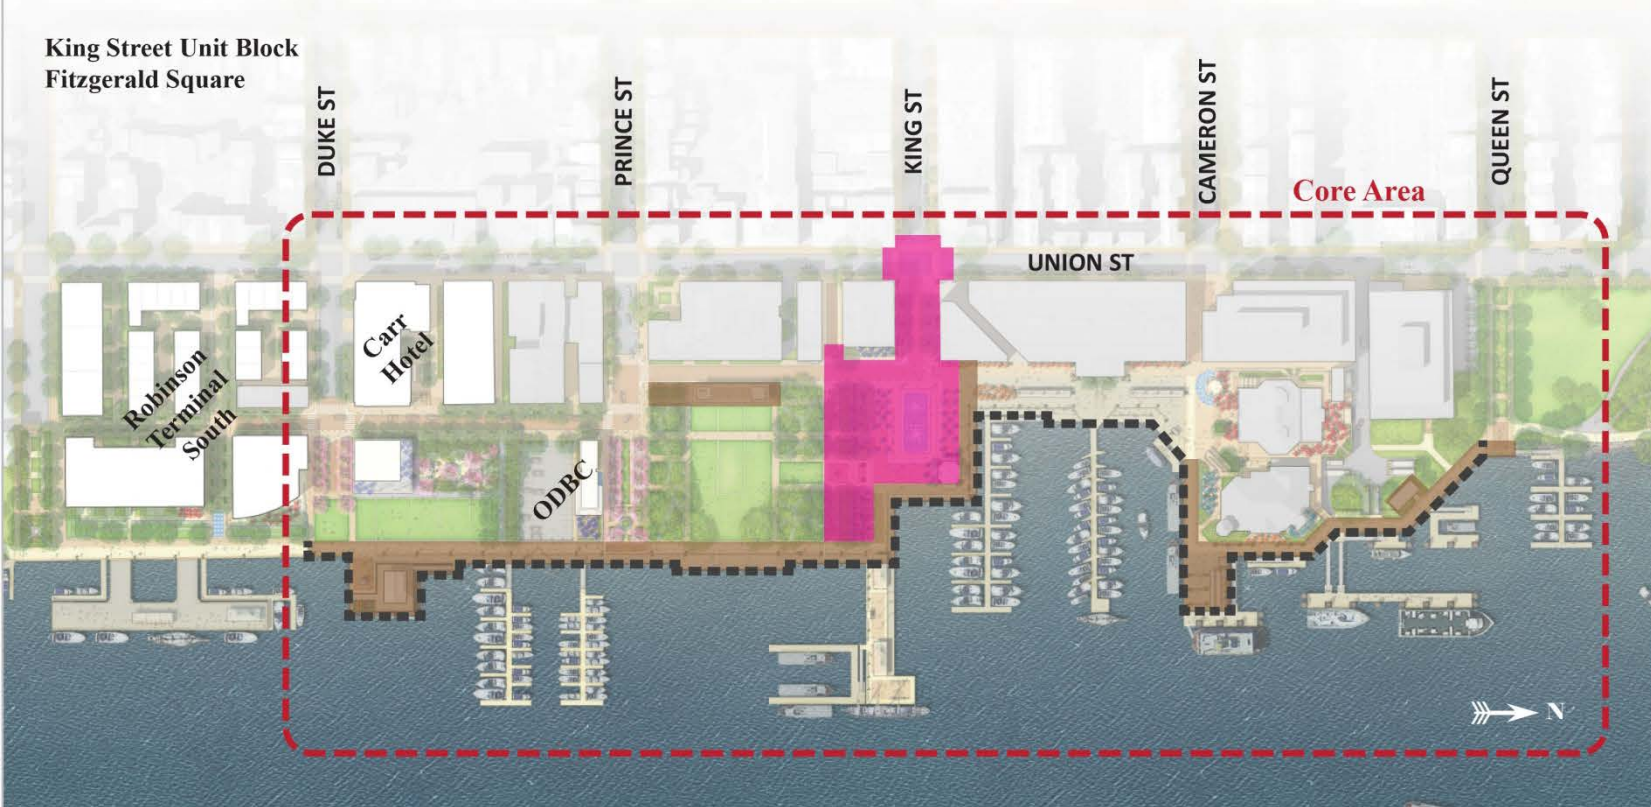 King Street Unit Block
Fitzgerald Square
DUKE ST
PRINCE ST
KING ST
CAMERON ST
QUEEN ST
Core Area
UNION ST
Carr
Hotel
Robinson
Terminal
South
ODBC
N